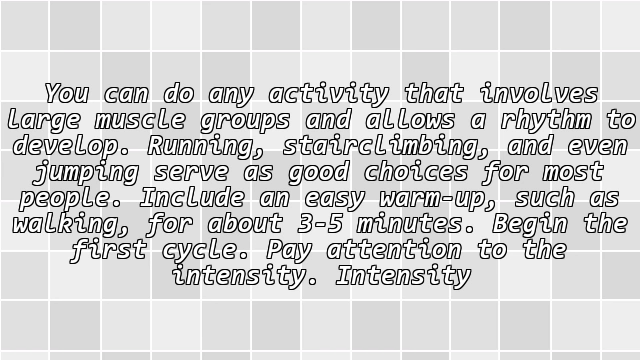 You can do any activity that involves
large muscle groups and allows a rhythm to
develop. Running, stairclimbing, and even
jumping serve as good choices for most
people. Include an easy warm-up, such as
walking, for about 3-5 minutes. Begin the
first cycle. Pay attention to the
intensity. Intensity